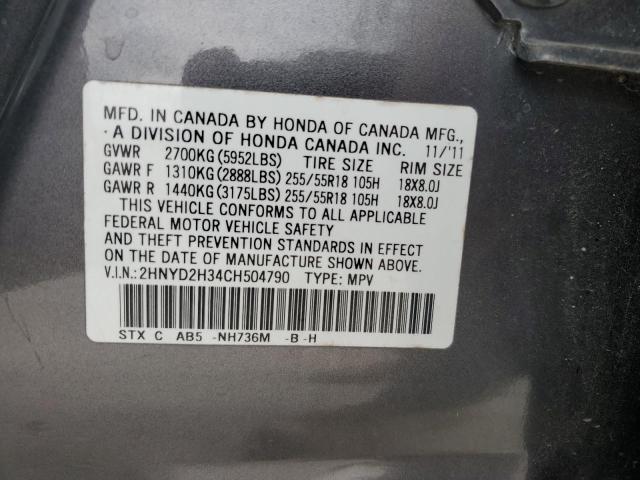 MFD. IN CANADA BY HONDA OF CANADA MFG.,
· A DIVISION OF HONDA CANADA INC. 11/'11
GVWR 2700KG(5952LBS) TIRE SIZE RIM SIZE
GAWR F 1310KG(2888LBS) 255/55R18 105H 18X8.0J
GAWR R 1440KG(3175LBS) 255/55R18 105H 18X8.0J
THIS VEHICLE CONFORMS TO ALL APPLICABLE
FEDERAL MOTOR VEHICLE SAFETY
AND THEFT PREVENTION STANDARDS IN EFFECT
ON THE DATE OF MANUFACTURE SHOWN ABOVE.
V.I.N.:2HNYD2H34CH504790 TYPE: MPV
STX C AB5 -NH736M -B -H